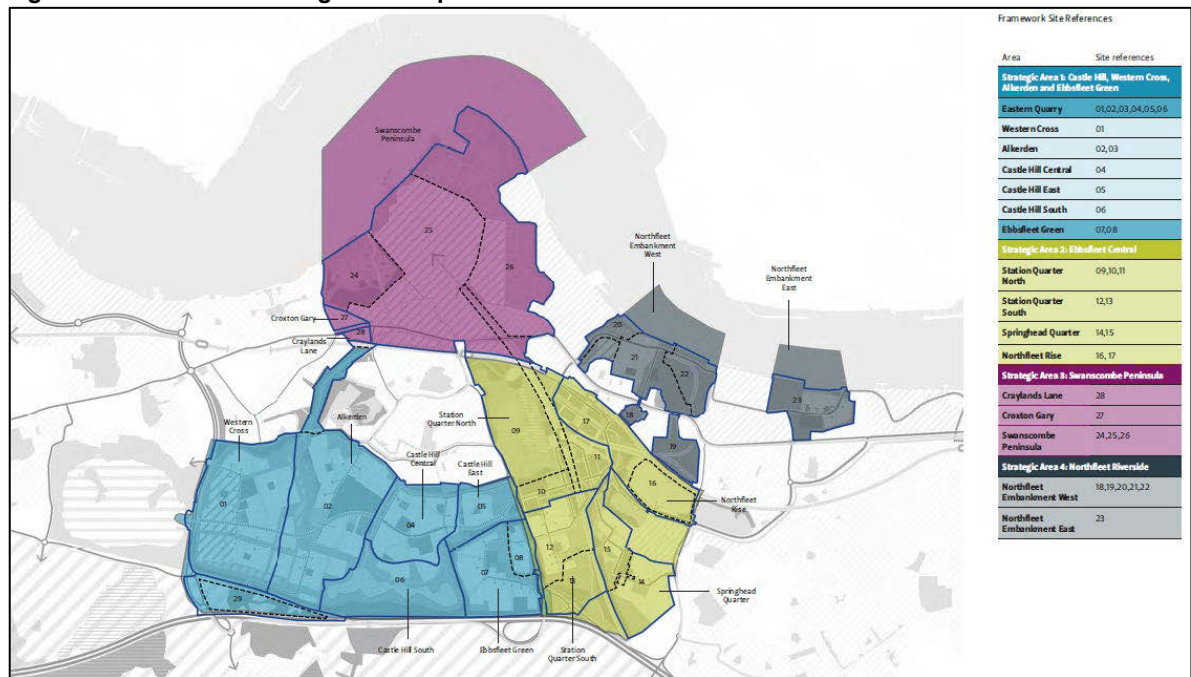 Framework Site References
Area Site references
Strategic Area 1: Castle Hill, Western Cross,
Alkerden and Ebbsfleet Green
Eastern Quarry 01,02,03,04,05,06
Western Cross 01
Alkerden 02,03
Castle Hill Central 04
Castle Hill East 05
Castle Hill South 06
Ebbsfleet Green 07,08
Strategic Area 2: Ebbsfleet Central
Station Quarter
North 09,10,11
Station Quarter
South 12,13
Springhead Quarter 14,15
Northfleet Rise 16, 17
Strategic Area 3: Swanscombe Peninsula
Craylands Lane 28
Croxton Gary 27
Swanscombe
Peninsula 24,25,26
Strategic Area 4: Northfleet Riverside
Northfleet
Embankment West 18,19,20,21,22
Northfleet
Embankment East 23
Swanscombe
Peninsula
25
24
26
27
28
Croxton Gary
Craylands
Lane
Northfleet
Embankment
West
Northfleet
Embankment
East
20
21
22
18
19
23
Western
Cross
Alkerden
Castle Hill
Central
Castle Hill
East
Station
Quarter North
09
17
11
16
10
Northfleet
Rise
01
02
04
05
12
15
08
07
06
13
14
29
Springhead
Quarter
Castle Hill South
Ebbsfleet Green
Station
Quarter South